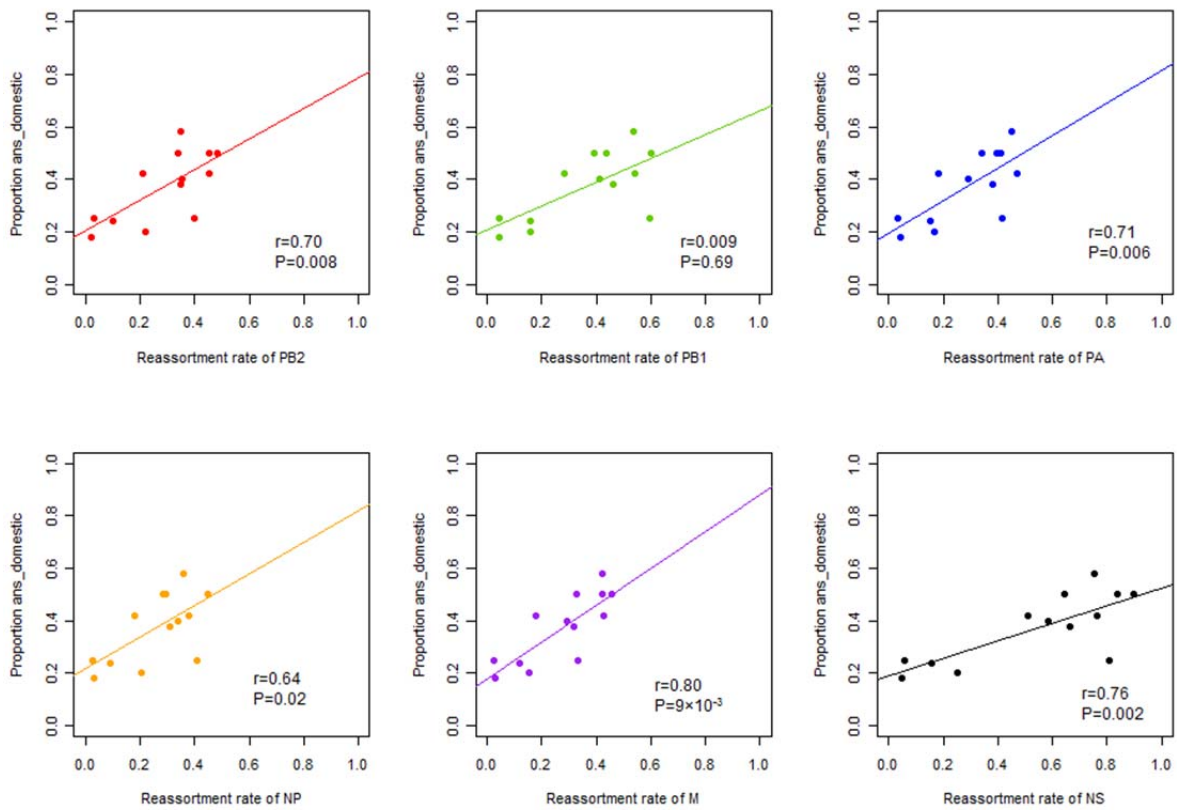 Proportion ans_domestic
1.0
0.8
0.6
0.4
0.2
0.0
r=0.70
P=0.008
0.0 0.2 0.4 0.6 0.8 1.0
Reassortment rate of PB2
Proportion ans_domestic
1.0
0.8
0.6
0.4
0.2
0.0
r=0.009
P=0.69
0.0 0.2 0.4 0.6 0.8 1.0
Reassortment rate of PB1
Proportion ans_domestic
1.0
0.8
0.6
0.4
0.2
0.0
r=0.71
P=0.006
0.0 0.2 0.4 0.6 0.8 1.0
Reassortment rate of PA
Proportion ans_domestic
1.0
0.8
0.6
0.4
0.2
0.0
r=0.64
P=0.02
0.0 0.2 0.4 0.6 0.8 1.0
Reassortment rate of NP
Proportion ans_domestic
1.0
0.8
0.6
0.4
0.2
0.0
r=0.80
P=9×10⁻³
0.0 0.2 0.4 0.6 0.8 1.0
Reassortment rate of M
Proportion ans_domestic
1.0
0.8
0.6
0.4
0.2
0.0
r=0.76
P=0.002
0.0 0.2 0.4 0.6 0.8 1.0
Reassortment rate of NS